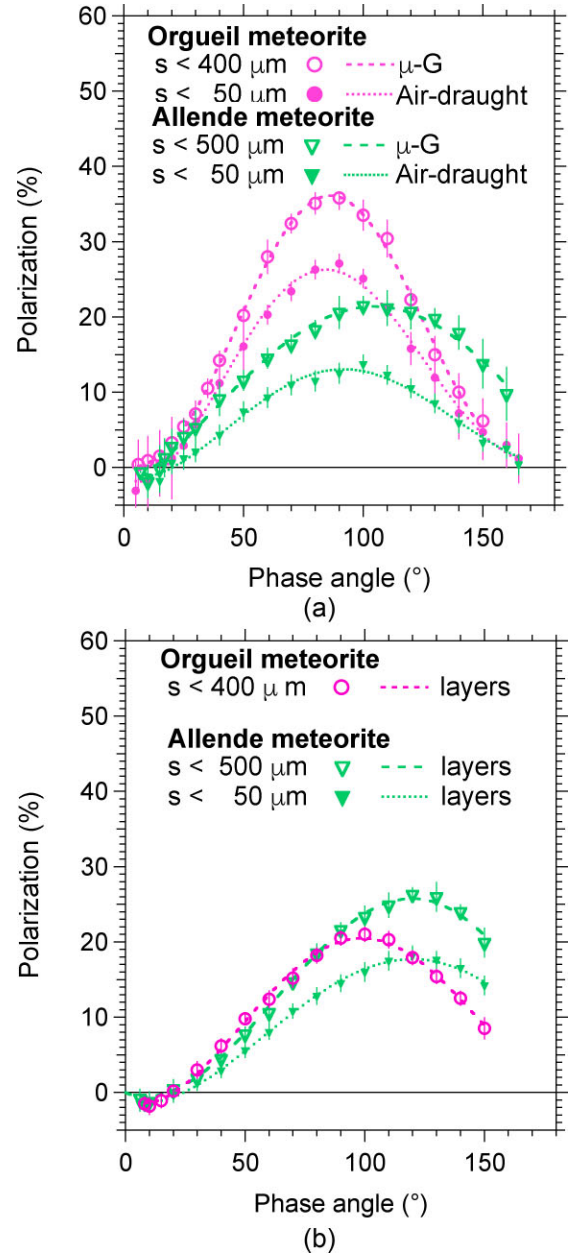 60
Orgueil meteorite
s < 400 μm μ-G
50
s < 50 μm Air-draught
Allende meteorite
s < 500 μm μ-G
40
s < 50 μm Air-draught
30
20
10
0
Polarization (%)
0 50 100 150
Phase angle (°)
(a)
60
Orgueil meteorite
s < 400 μ m layers
50
Allende meteorite
s < 500 μm layers
40
s < 50 μm layers
30
20
10
0
Polarization (%)
0 50 100 150
Phase angle (°)
(b)